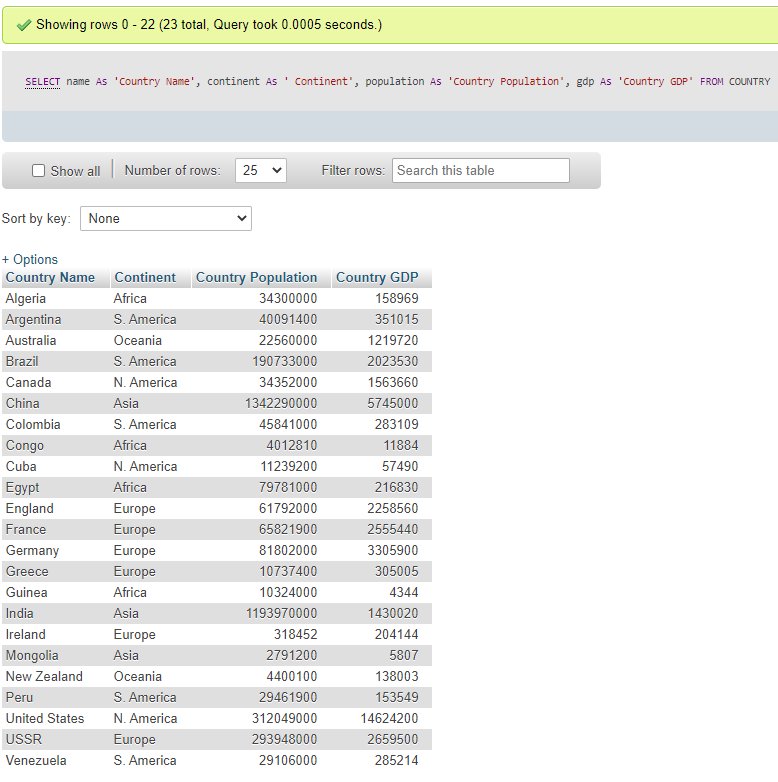 Showing rows 0 - 22 (23 total, Query took 0.0005 seconds.)
SELECT name As 'Country Name', continent As ' Continent', population As 'Country Population', gdp As 'Country GDP' FROM COUNTRY
Show all Number of rows: 25 Filter rows: Search this table
Sort by key: None
+ Options
Country Name Continent Country Population Country GDP
Algeria Africa 34300000 158969
Argentina S. America 40091400 351015
Australia Oceania 22560000 1219720
Brazil S. America 190733000 2023530
Canada N. America 34352000 1563660
China Asia 1342290000 5745000
Colombia S. America 45841000 283109
Congo Africa 4012810 11884
Cuba N. America 11239200 57490
Egypt Africa 79781000 216830
England Europe 61792000 2258560
France Europe 65821900 2555440
Germany Europe 81802000 3305900
Greece Europe 10737400 305005
Guinea Africa 10324000 4344
India Asia 1193970000 1430020
Ireland Europe 318452 204144
Mongolia Asia 2791200 5807
New Zealand Oceania 4400100 138003
Peru S. America 29461900 153549
United States N. America 312049000 14624200
USSR Europe 293948000 2659500
Venezuela S. America 29106000 285214